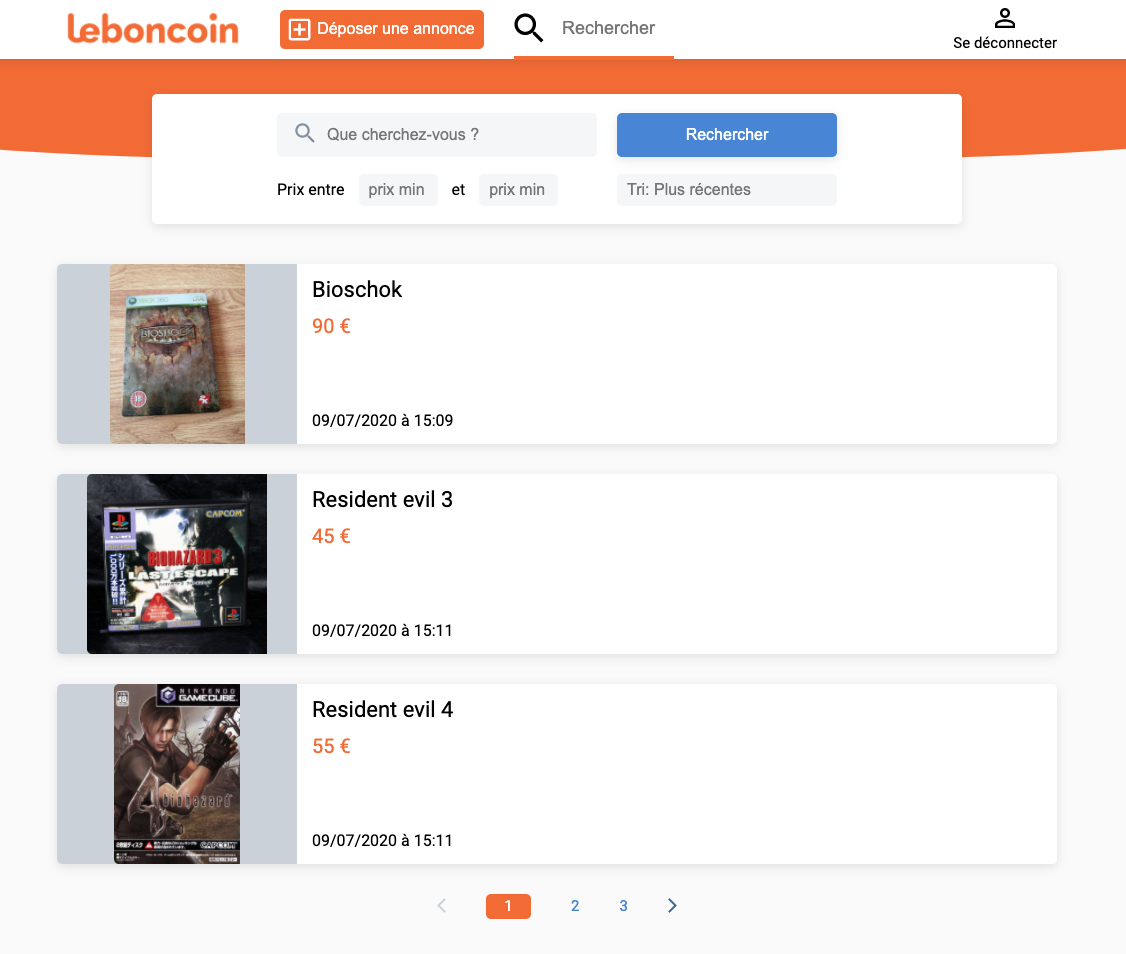 leboncoin
Déposer une annonce
Rechercher
Se déconnecter
Que cherchez-vous ?
Rechercher
Prix entre
prix min
et
prix min
Tri: Plus récentes
XBOX 360
BIOSHOCK
18
Bioschok
90 €
09/07/2020 à 15:09
CAPCOM
BIOHAZARD 3
LAST ESCAPE
Resident evil 3
45 €
09/07/2020 à 15:11
NINTENDO
GAMECUBE
4
biohazard
CAPCOM
Resident evil 4
55 €
09/07/2020 à 15:11
1
2
3